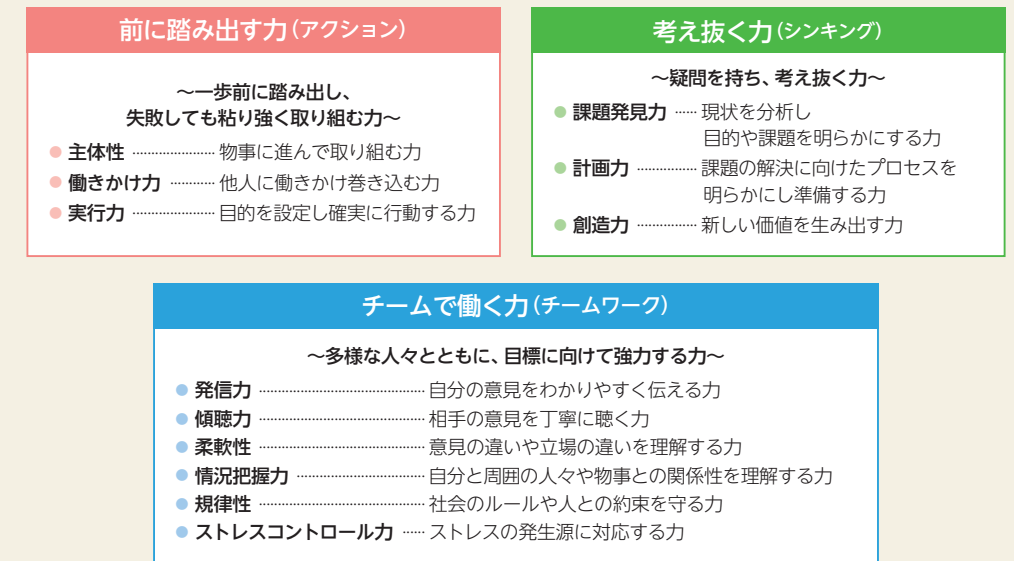 前に踏み出す力(アクション)
〜一歩前に踏み出し、
失敗しても粘り強く取り組む力〜
● 主体性 ………… 物事に進んで取り組む力
● 働きかけ力 ………… 他人に働きかけ巻き込む力
● 実行力 ………… 目的を設定し確実に行動する力
考え抜く力(シンキング)
〜疑問を持ち、考え抜く力〜
● 課題発見力 …… 現状を分析し
目的や課題を明らかにする力
● 計画力 ………… 課題の解決に向けたプロセスを
明らかにし準備する力
● 創造力 ………… 新しい価値を生み出す力
チームで働く力(チームワーク)
〜多様な人々とともに、目標に向けて強力する力〜
● 発信力 ………… 自分の意見をわかりやすく伝える力
● 傾聴力 ………… 相手の意見を丁寧に聴く力
● 柔軟性 ………… 意見の違いや立場の違いを理解する力
● 情況把握力 ………… 自分と周囲の人々や物事との関係性を理解する力
● 規律性 ………… 社会のルールや人との約束を守る力
● ストレスコントロール力 …… ストレスの発生源に対応する力